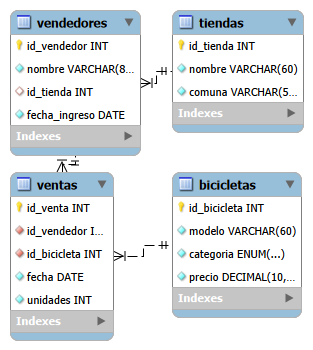 vendedores
id_vendedor INT
nombre VARCHAR(8...
id_tienda INT
fecha_ingreso DATE
Indexes
tiendas
id_tienda INT
nombre VARCHAR(60)
comuna VARCHAR(5...
Indexes
ventas
id_venta INT
id_vendedor I...
id_bicicleta INT
fecha DATE
unidades INT
Indexes
bicicletas
id_bicicleta INT
modelo VARCHAR(60)
categoria ENUM(...)
precio DECIMAL(10,...
Indexes